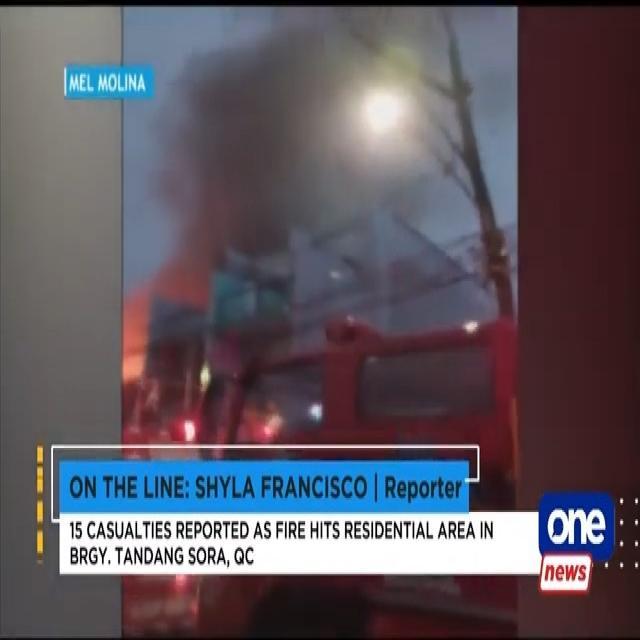 MEL MOLINA
ON THE LINE: SHYLA FRANCISCO | Reporter
15 CASUALTIES REPORTED AS FIRE HITS RESIDENTIAL AREA IN
BRGY. TANDANG SORA, QC
one
news